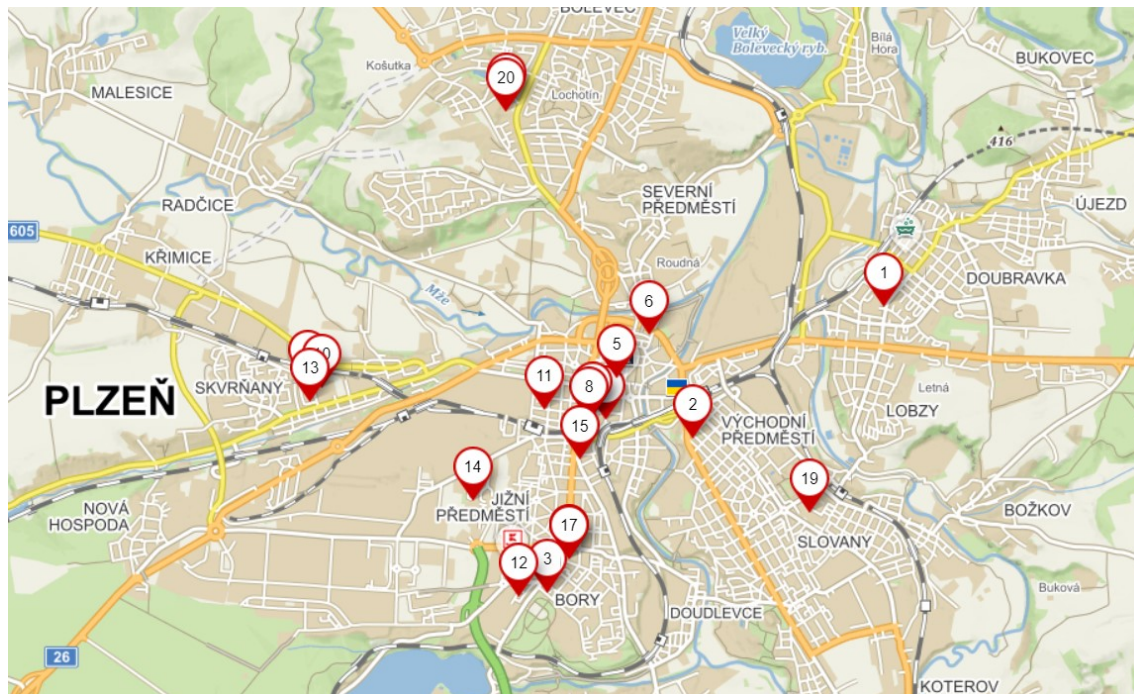 BOLEVEC
Velký
Bolevecký ryb.
Bílá
Hora
BUKOVEC
Košutka
20
MALESICE
Lochotín
416
SEVERNÍ
PŘEDMĚSTÍ
RADČICE
ÚJEZD
605
KŘIMICE
Roudná
1
DOUBRAVKA
Mže
6
5
10
13
SKVRŇANY
11
8
PLZEŇ
2
Letná
LOBZY
VÝCHODNÍ
PŘEDMĚSTÍ
15
14
19
JIŽNÍ
PŘEDMĚSTÍ
NOVÁ
HOSPODA
BOŽKOV
17
SLOVANY
12
3
BORY
Buková
DOUDLEVCE
26
KOTEROV